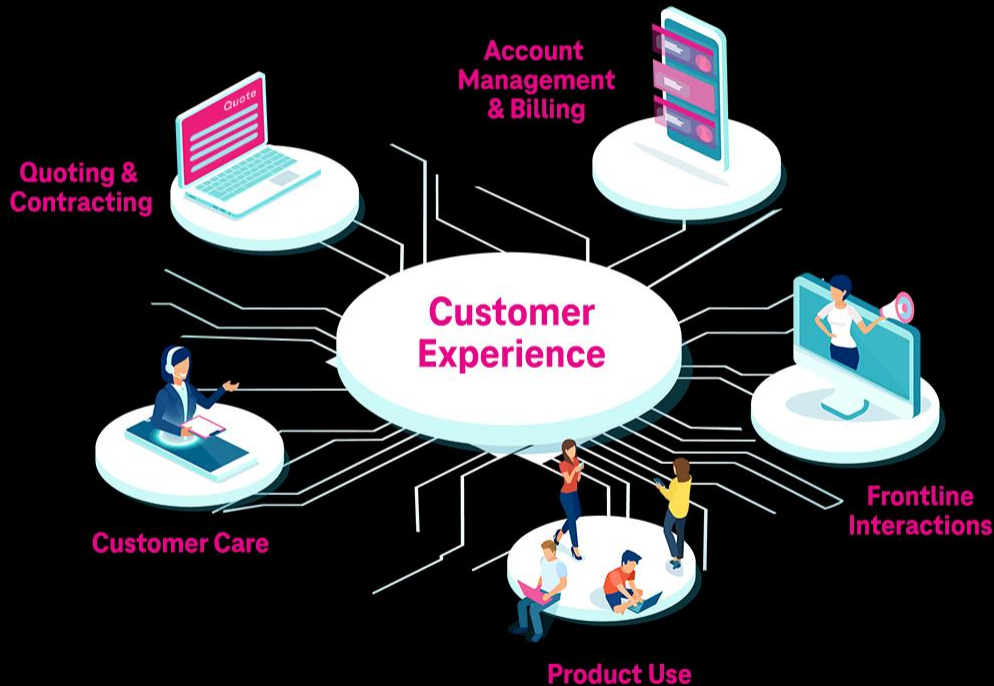 Account
Management
& Billing
Quote
Quoting &
Contracting
Customer
Experience
Frontline
Interactions
Customer Care
Product Use